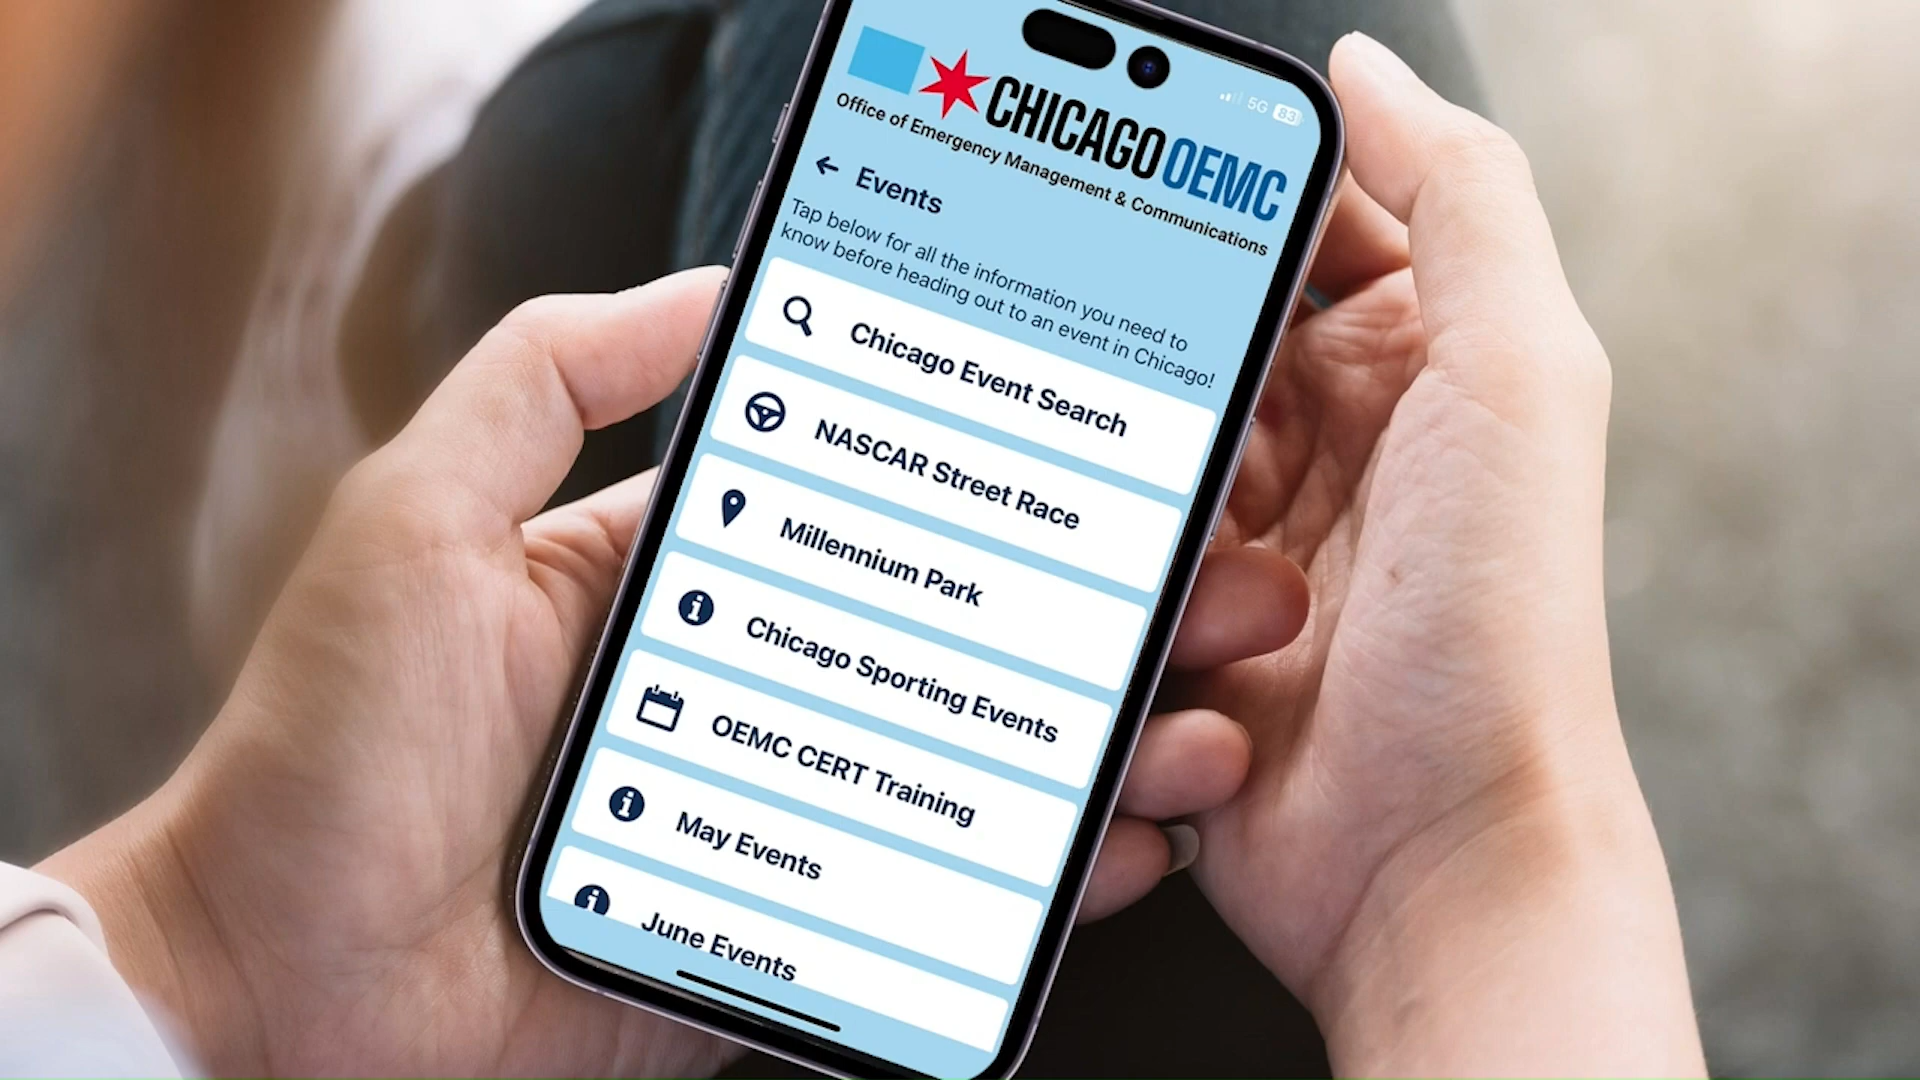 5G 83
CHICAGO OEMC
Office of Emergency Management & Communications
Events
Tap below for all the information you need to
know before heading out to an event in Chicago!
Chicago Event Search
NASCAR Street Race
Millennium Park
Chicago Sporting Events
OEMC CERT Training
May Events
June Events